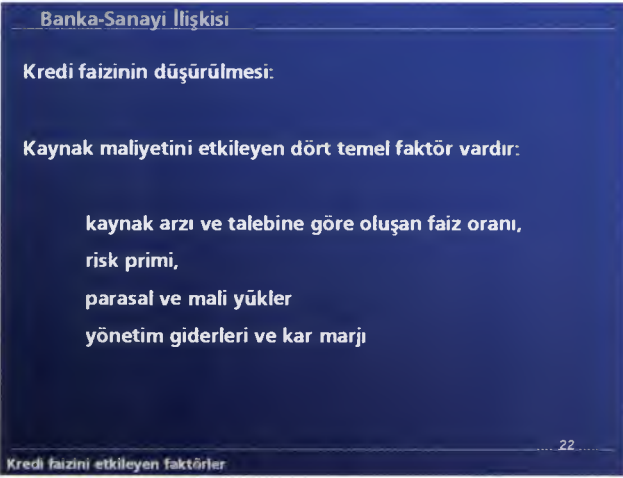 Banka-Sanayi İlişkisi
Kredi faizinin düşürülmesi:
Kaynak maliyetini etkileyen dört temel faktör vardır:
kaynak arzı ve talebine göre oluşan faiz oranı,
risk primi,
parasal ve mali yükler
yönetim giderleri ve kar marjı
22
Kredi faizini etkileyen faktörler